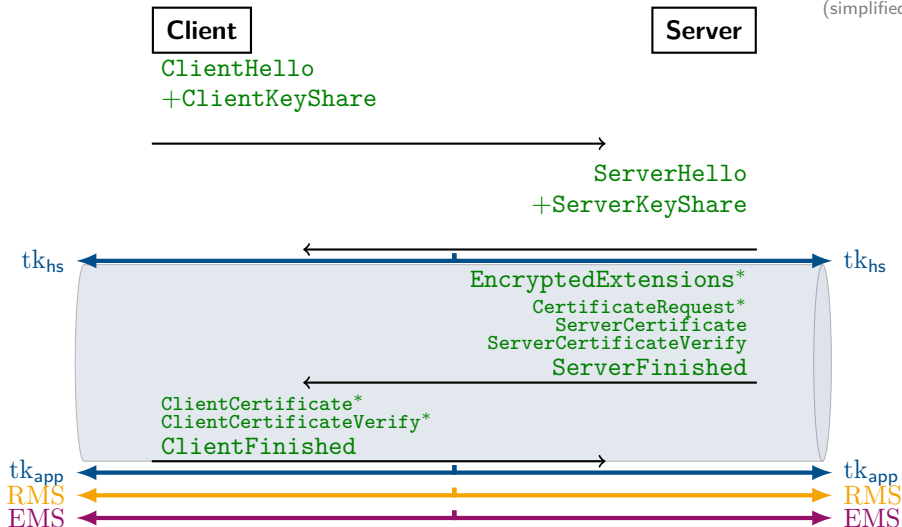 (simplified
Client
Server
ClientHello
+ClientKeyShare
ServerHello
+ServerKeyShare
tk_hs
tk_hs
EncryptedExtensions*
CertificateRequest*
ServerCertificate
ServerCertificateVerify
ServerFinished
ClientCertificate*
ClientCertificateVerify*
ClientFinished
tk_app
tk_app
RMS
RMS
EMS
EMS